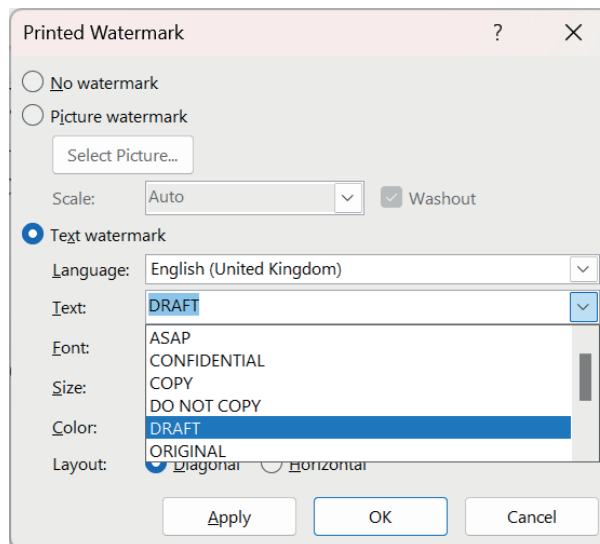 Printed Watermark ?
No watermark
Picture watermark
Select Picture...
Scale: Auto Washout
Text watermark
Language: English (United Kingdom)
Text: DRAFT
ASAP
Font: CONFIDENTIAL
COPY
Size: DO NOT COPY
Color: DRAFT
ORIGINAL
Layout: Diagonal Horizontal
Apply OK Cancel